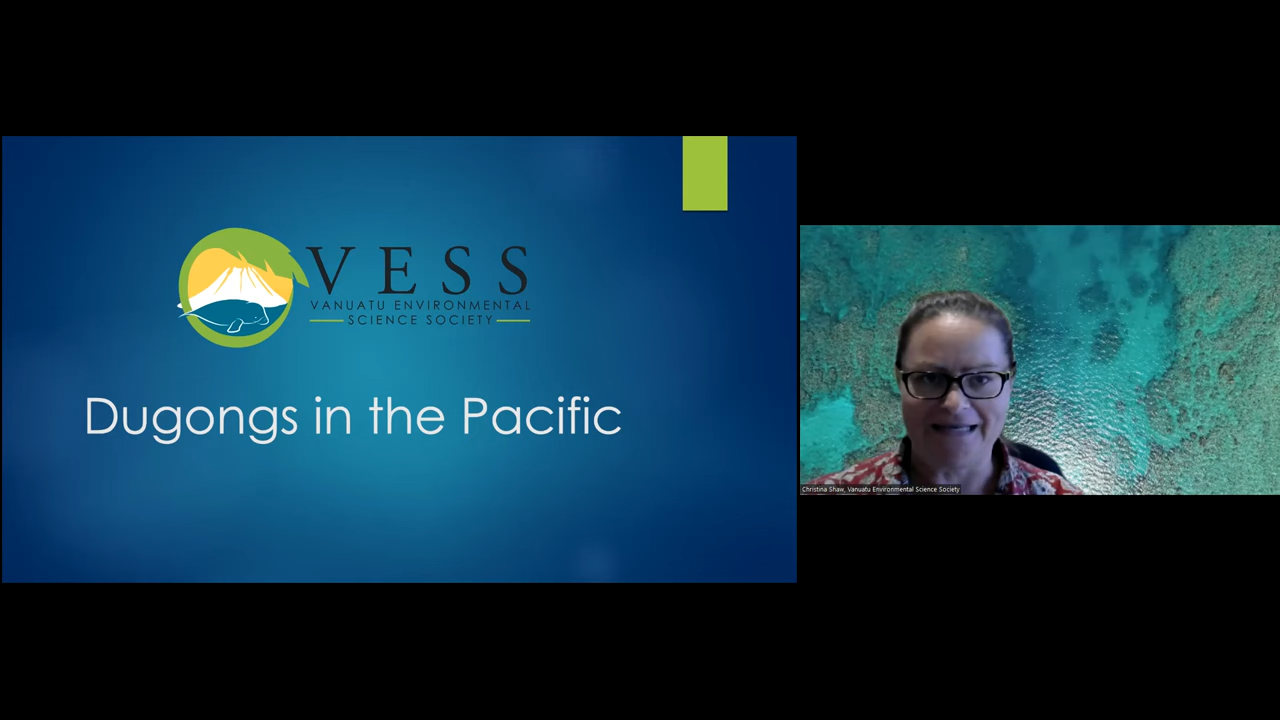 VESS
VANUATU ENVIRONMENTAL
SCIENCE SOCIETY
Dugongs in the Pacific
Christina Shaw, Vanuatu Environmental Science Society